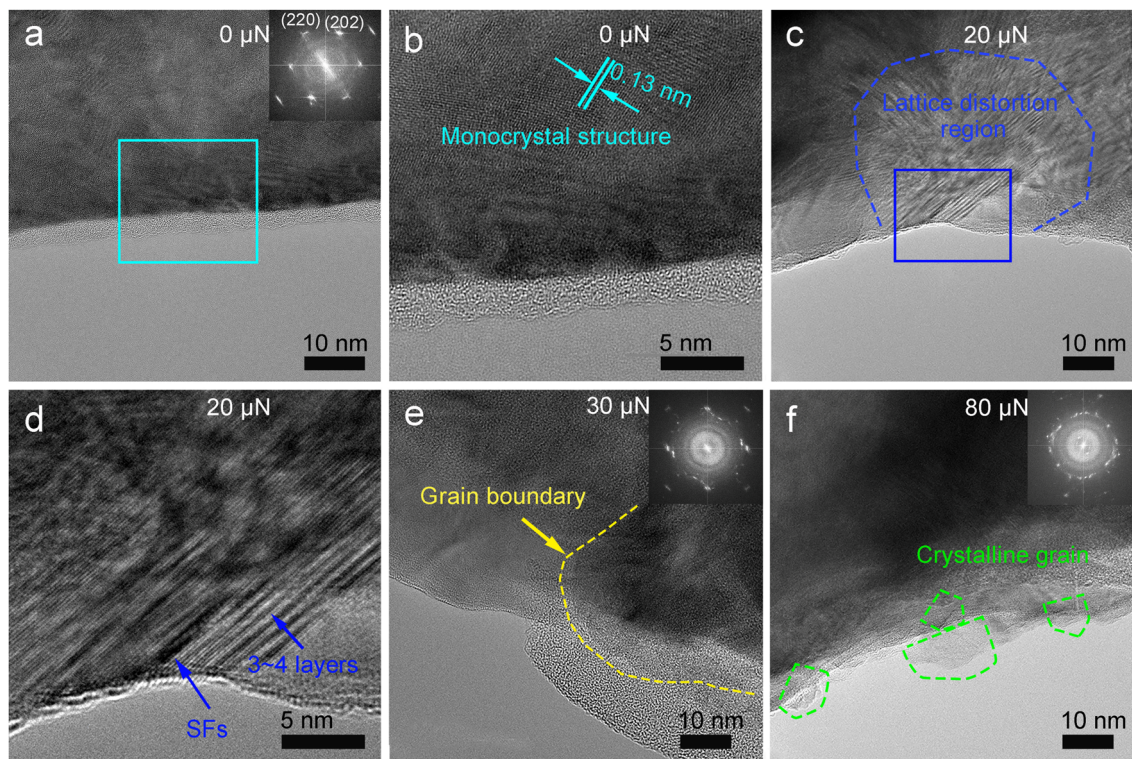 a
0 µN
(220) (202)
10 nm
b
0 µN
0.13 nm
Monocrystal structure
5 nm
c
20 µN
Lattice distortion
region
10 nm
d
20 µN
3~4 layers
SFs
5 nm
e
30 µN
Grain boundary
10 nm
f
80 µN
Crystalline grain
10 nm